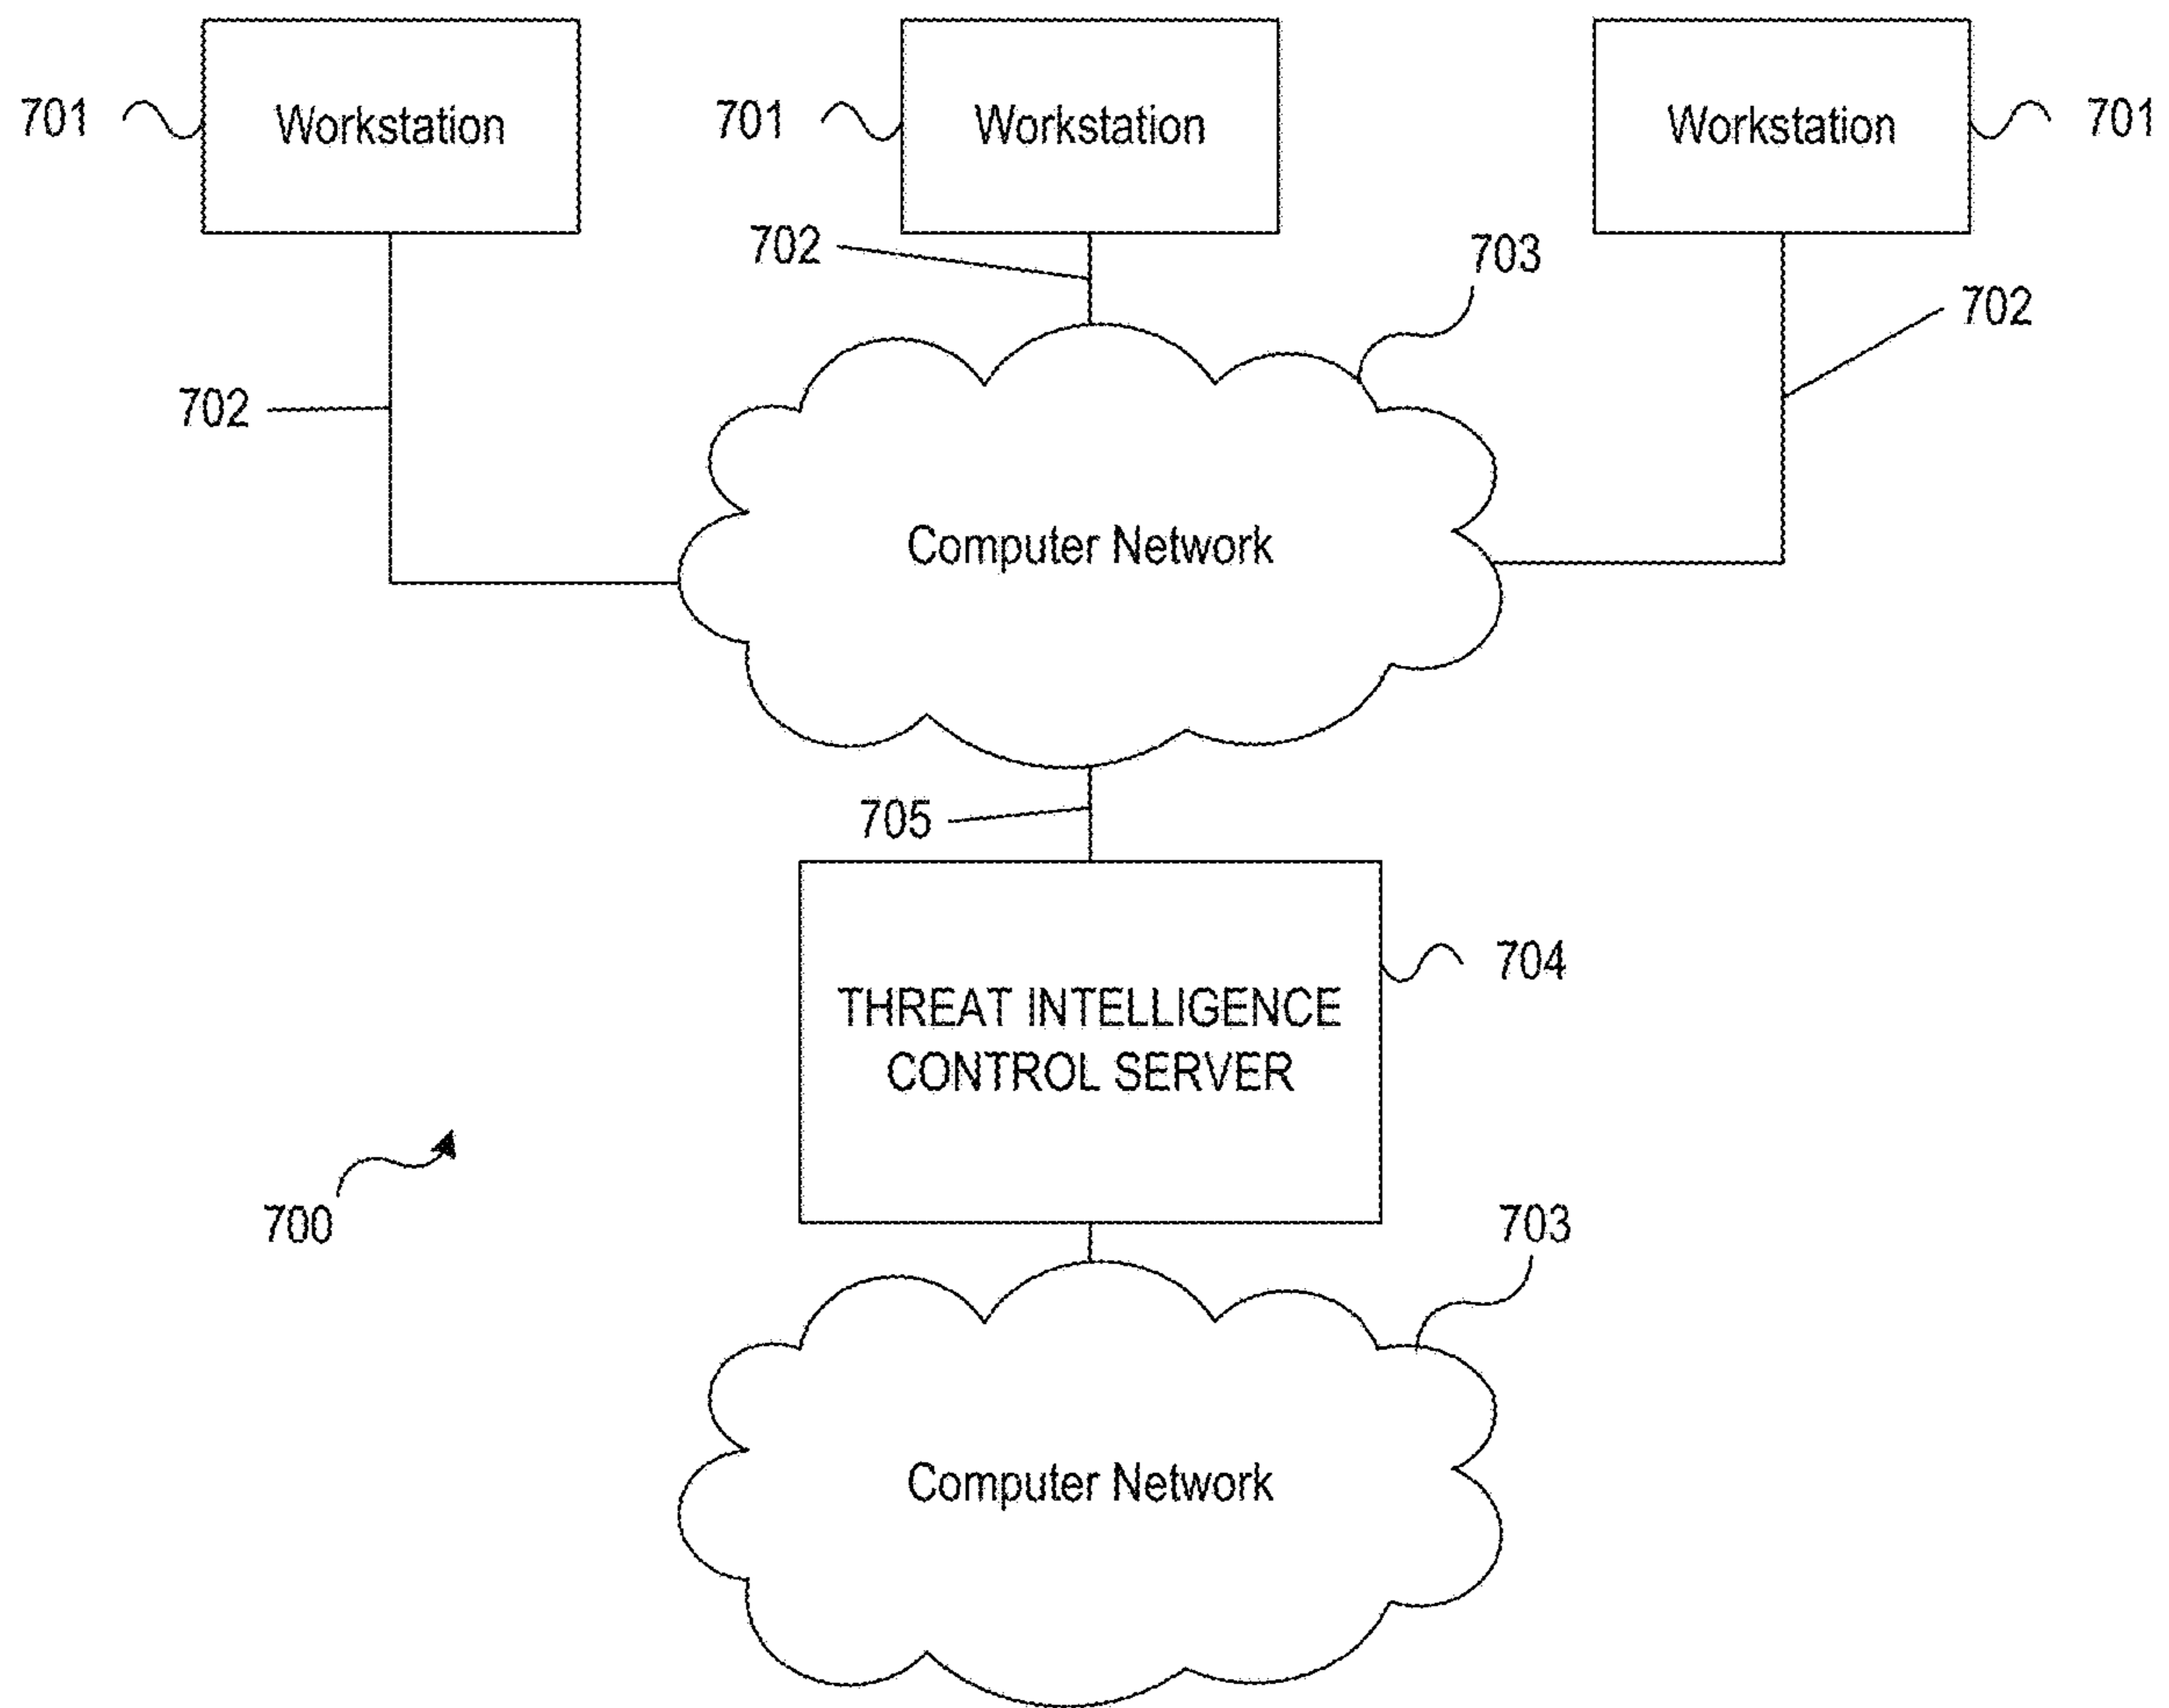 701
Workstation
701
Workstation
Workstation
701
702
703
702
702
Computer Network
705
704
THREAT INTELLIGENCE
CONTROL SERVER
700
703
Computer Network